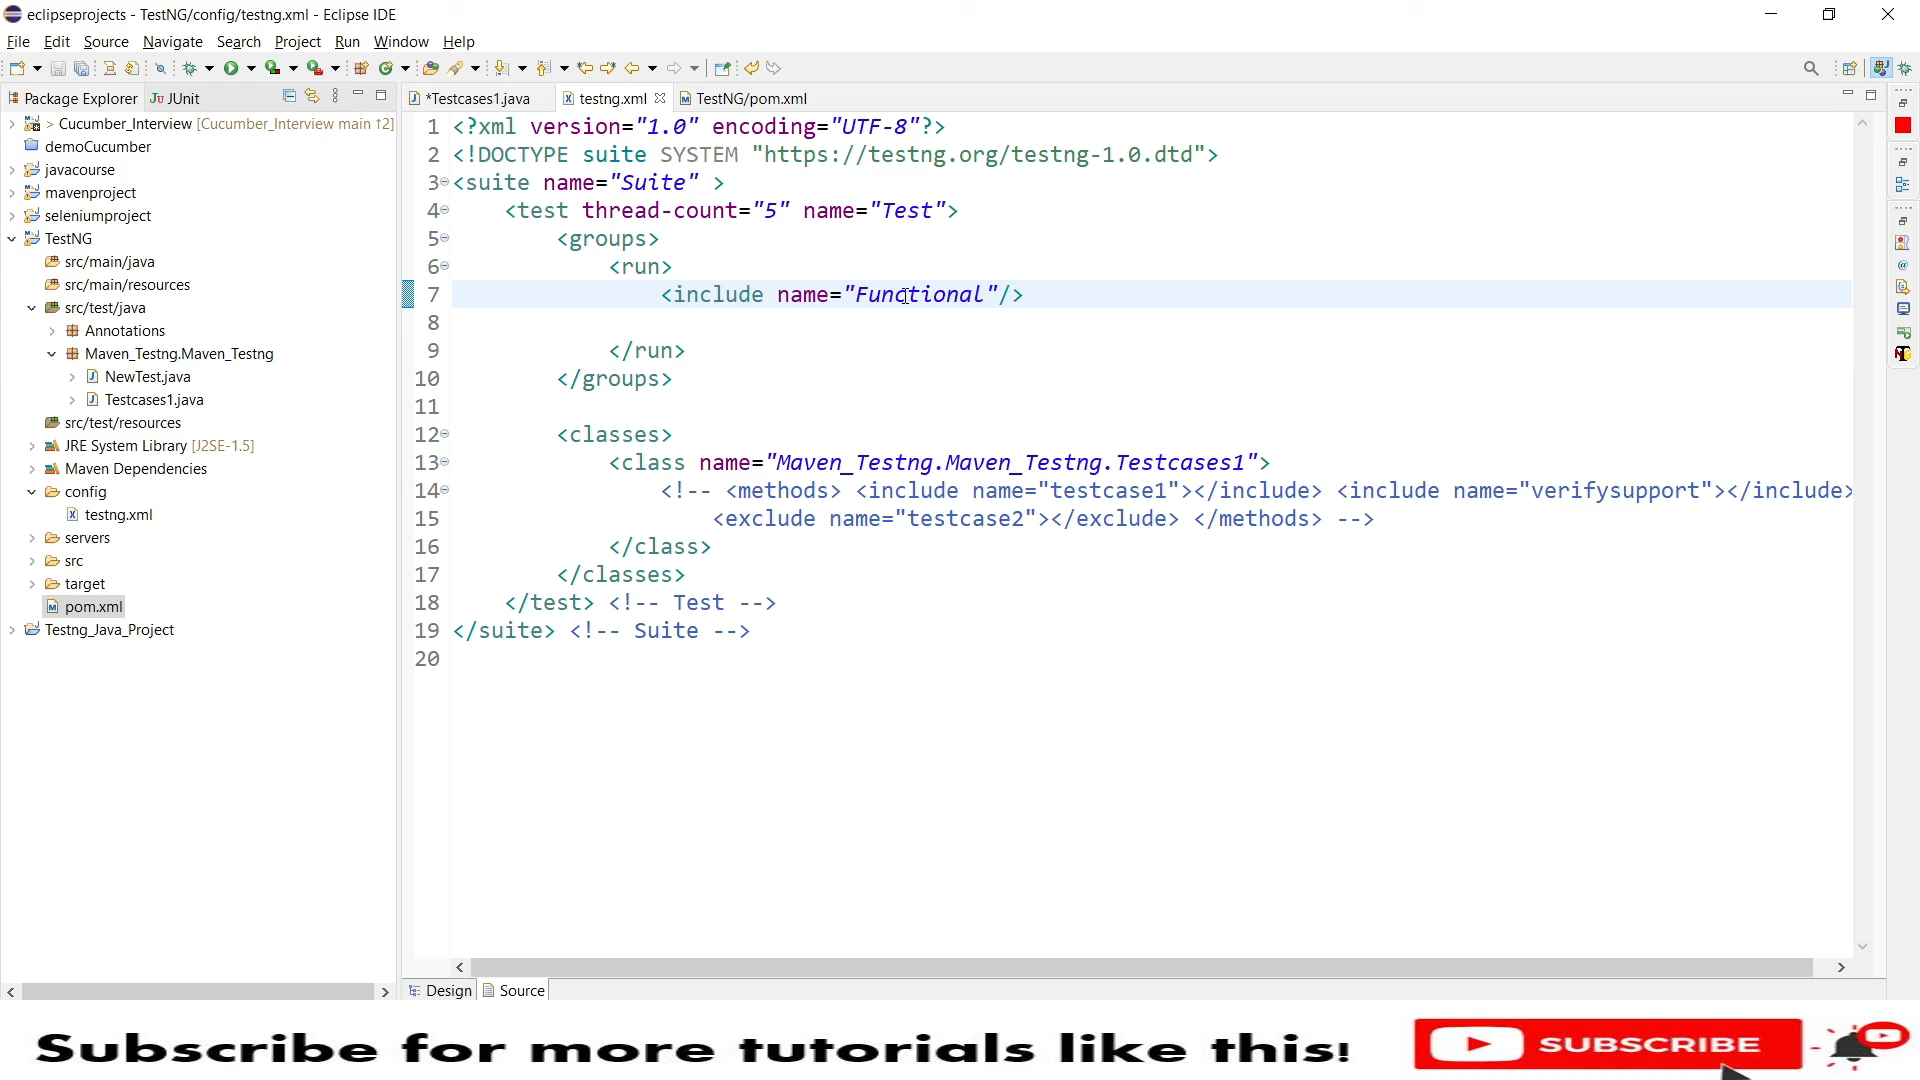 eclipseprojects - TestNG/config/testng.xml - Eclipse IDE
File Edit Source Navigate Search Project Run Window Help
Package Explorer JUnit
*Testcases1.java testng.xml TestNG/pom.xml
> Cucumber_Interview [Cucumber_Interview main ↑2]
demoCucumber
javacourse
mavenproject
seleniumproject
TestNG
src/main/java
src/main/resources
src/test/java
Annotations
Maven_Testng.Maven_Testng
NewTest.java
Testcases1.java
src/test/resources
JRE System Library [J2SE-1.5]
Maven Dependencies
config
testng.xml
servers
src
target
pom.xml
Testng_Java_Project
1 <?xml version="1.0" encoding="UTF-8"?>
2 <!DOCTYPE suite SYSTEM "https://testng.org/testng-1.0.dtd">
3 <suite name="Suite" >
4 <test thread-count="5" name="Test">
5 <groups>
6 <run>
7 <include name="Functional"/>
8
9 </run>
10 </groups>
11
12 <classes>
13 <class name="Maven_Testng.Maven_Testng.Testcases1">
14 <!-- <methods> <include name="testcase1"></include> <include name="verifysupport"></include>
15 <exclude name="testcase2"></exclude> </methods> -->
16 </class>
17 </classes>
18 </test> <!-- Test -->
19 </suite> <!-- Suite -->
20
Design Source
Subscribe for more tutorials like this!
SUBSCRIBE